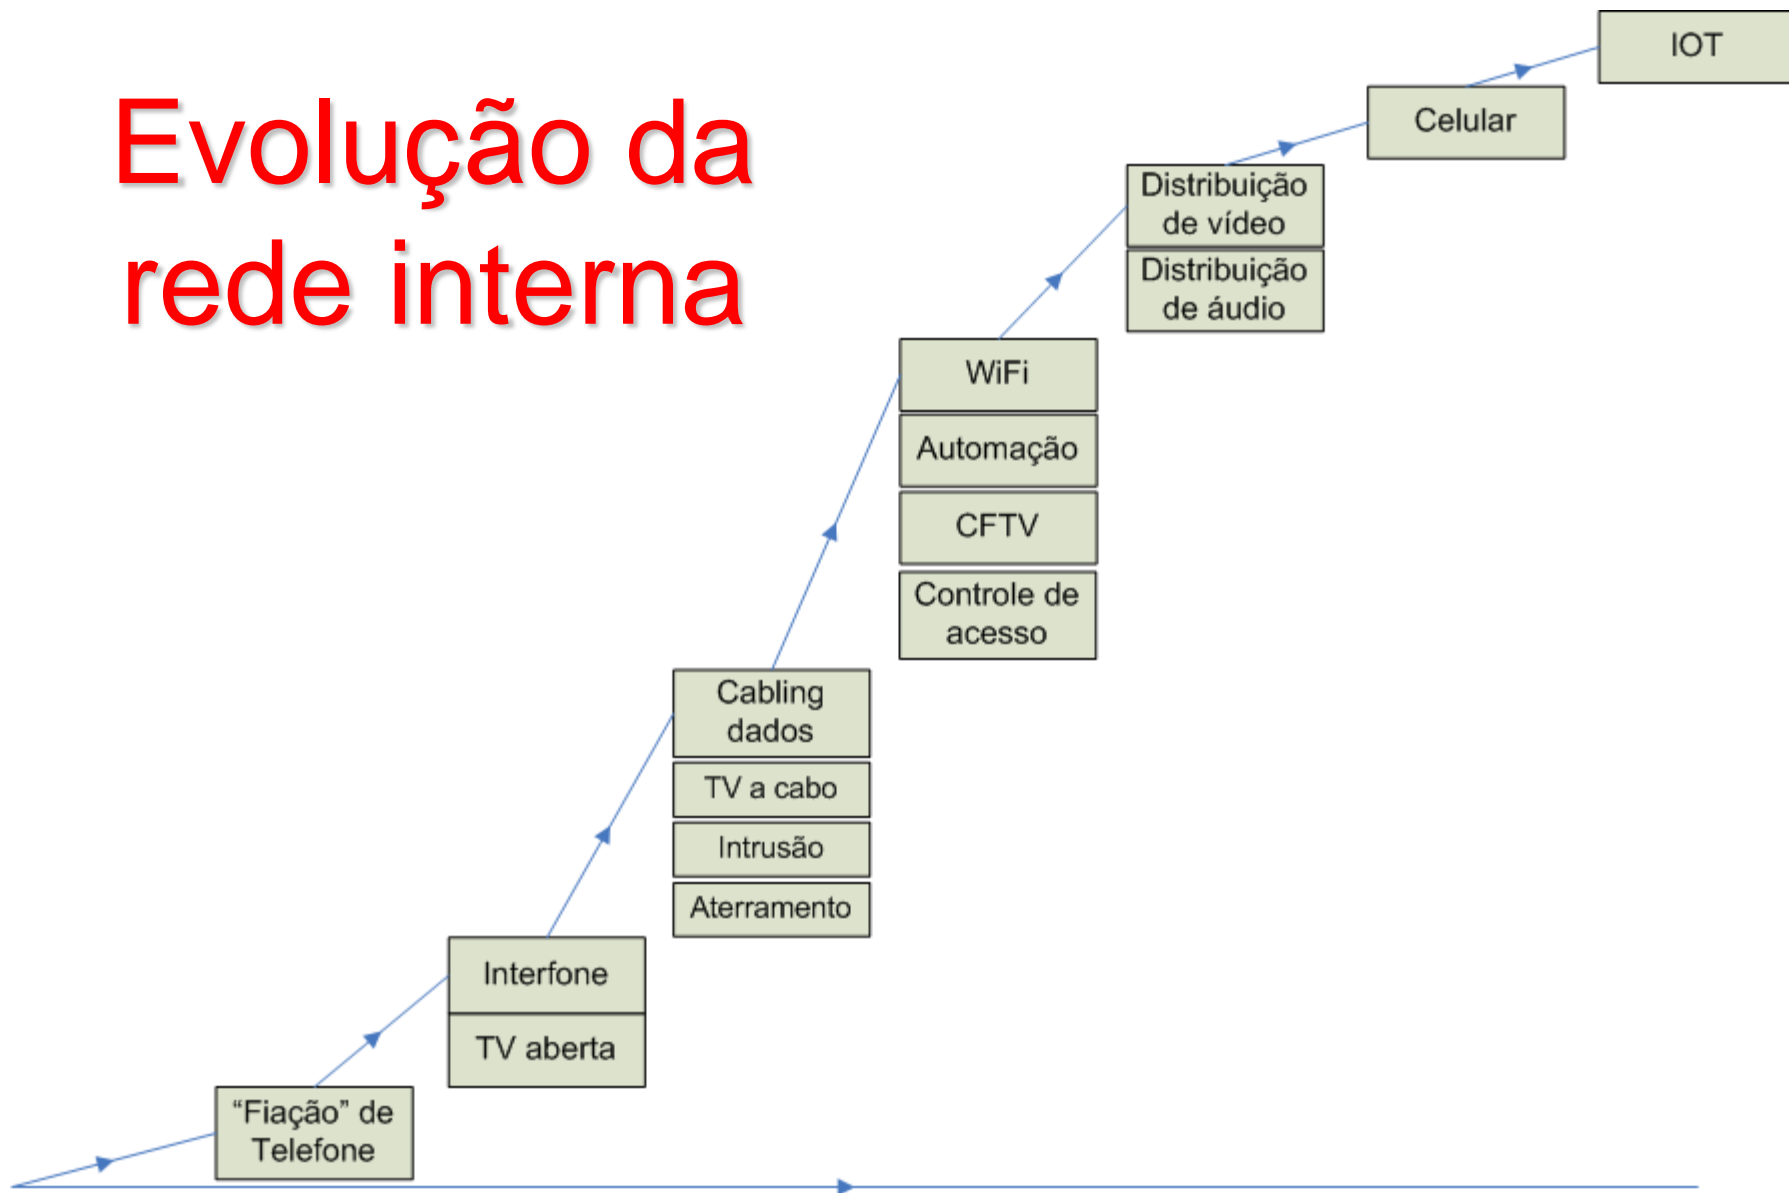 Evolução da
rede interna
IOT
Celular
Distribuição
de vídeo
Distribuição
de áudio
WiFi
Automação
CFTV
Controle de
acesso
Cabling
dados
TV a cabo
Intrusão
Aterramento
Interfone
TV aberta
“Fiação” de
Telefone